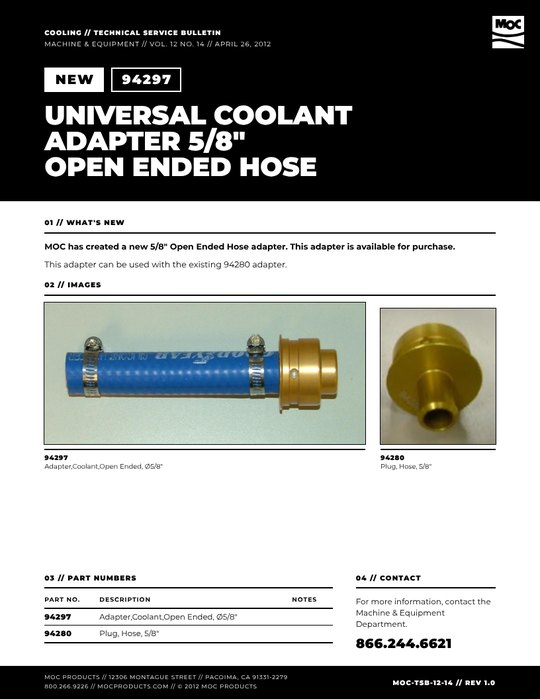 COOLING // TECHNICAL SERVICE BULLETIN
MACHINE & EQUIPMENT // VOL. 12 NO. 14 // APRIL 26, 2012
MOC
NEW 94297
UNIVERSAL COOLANT
ADAPTER 5/8"
OPEN ENDED HOSE
01 // WHAT'S NEW
MOC has created a new 5/8" Open Ended Hose adapter. This adapter is available for purchase.
This adapter can be used with the existing 94280 adapter.
02 // IMAGES
GOODYEAR
94297
Adapter,Coolant,Open Ended, Ø5/8"
94280
Plug, Hose, 5/8"
03 // PART NUMBERS
PART NO. DESCRIPTION NOTES
94297 Adapter,Coolant,Open Ended, Ø5/8"
94280 Plug, Hose, 5/8"
04 // CONTACT
For more information, contact the
Machine & Equipment
Department.
866.244.6621
MOC PRODUCTS // 12306 MONTAGUE STREET // PACOIMA, CA 91331-2279
800.266.9226 // MOCPRODUCTS.COM // © 2012 MOC PRODUCTS
MOC-TSB-12-14 // REV 1.0